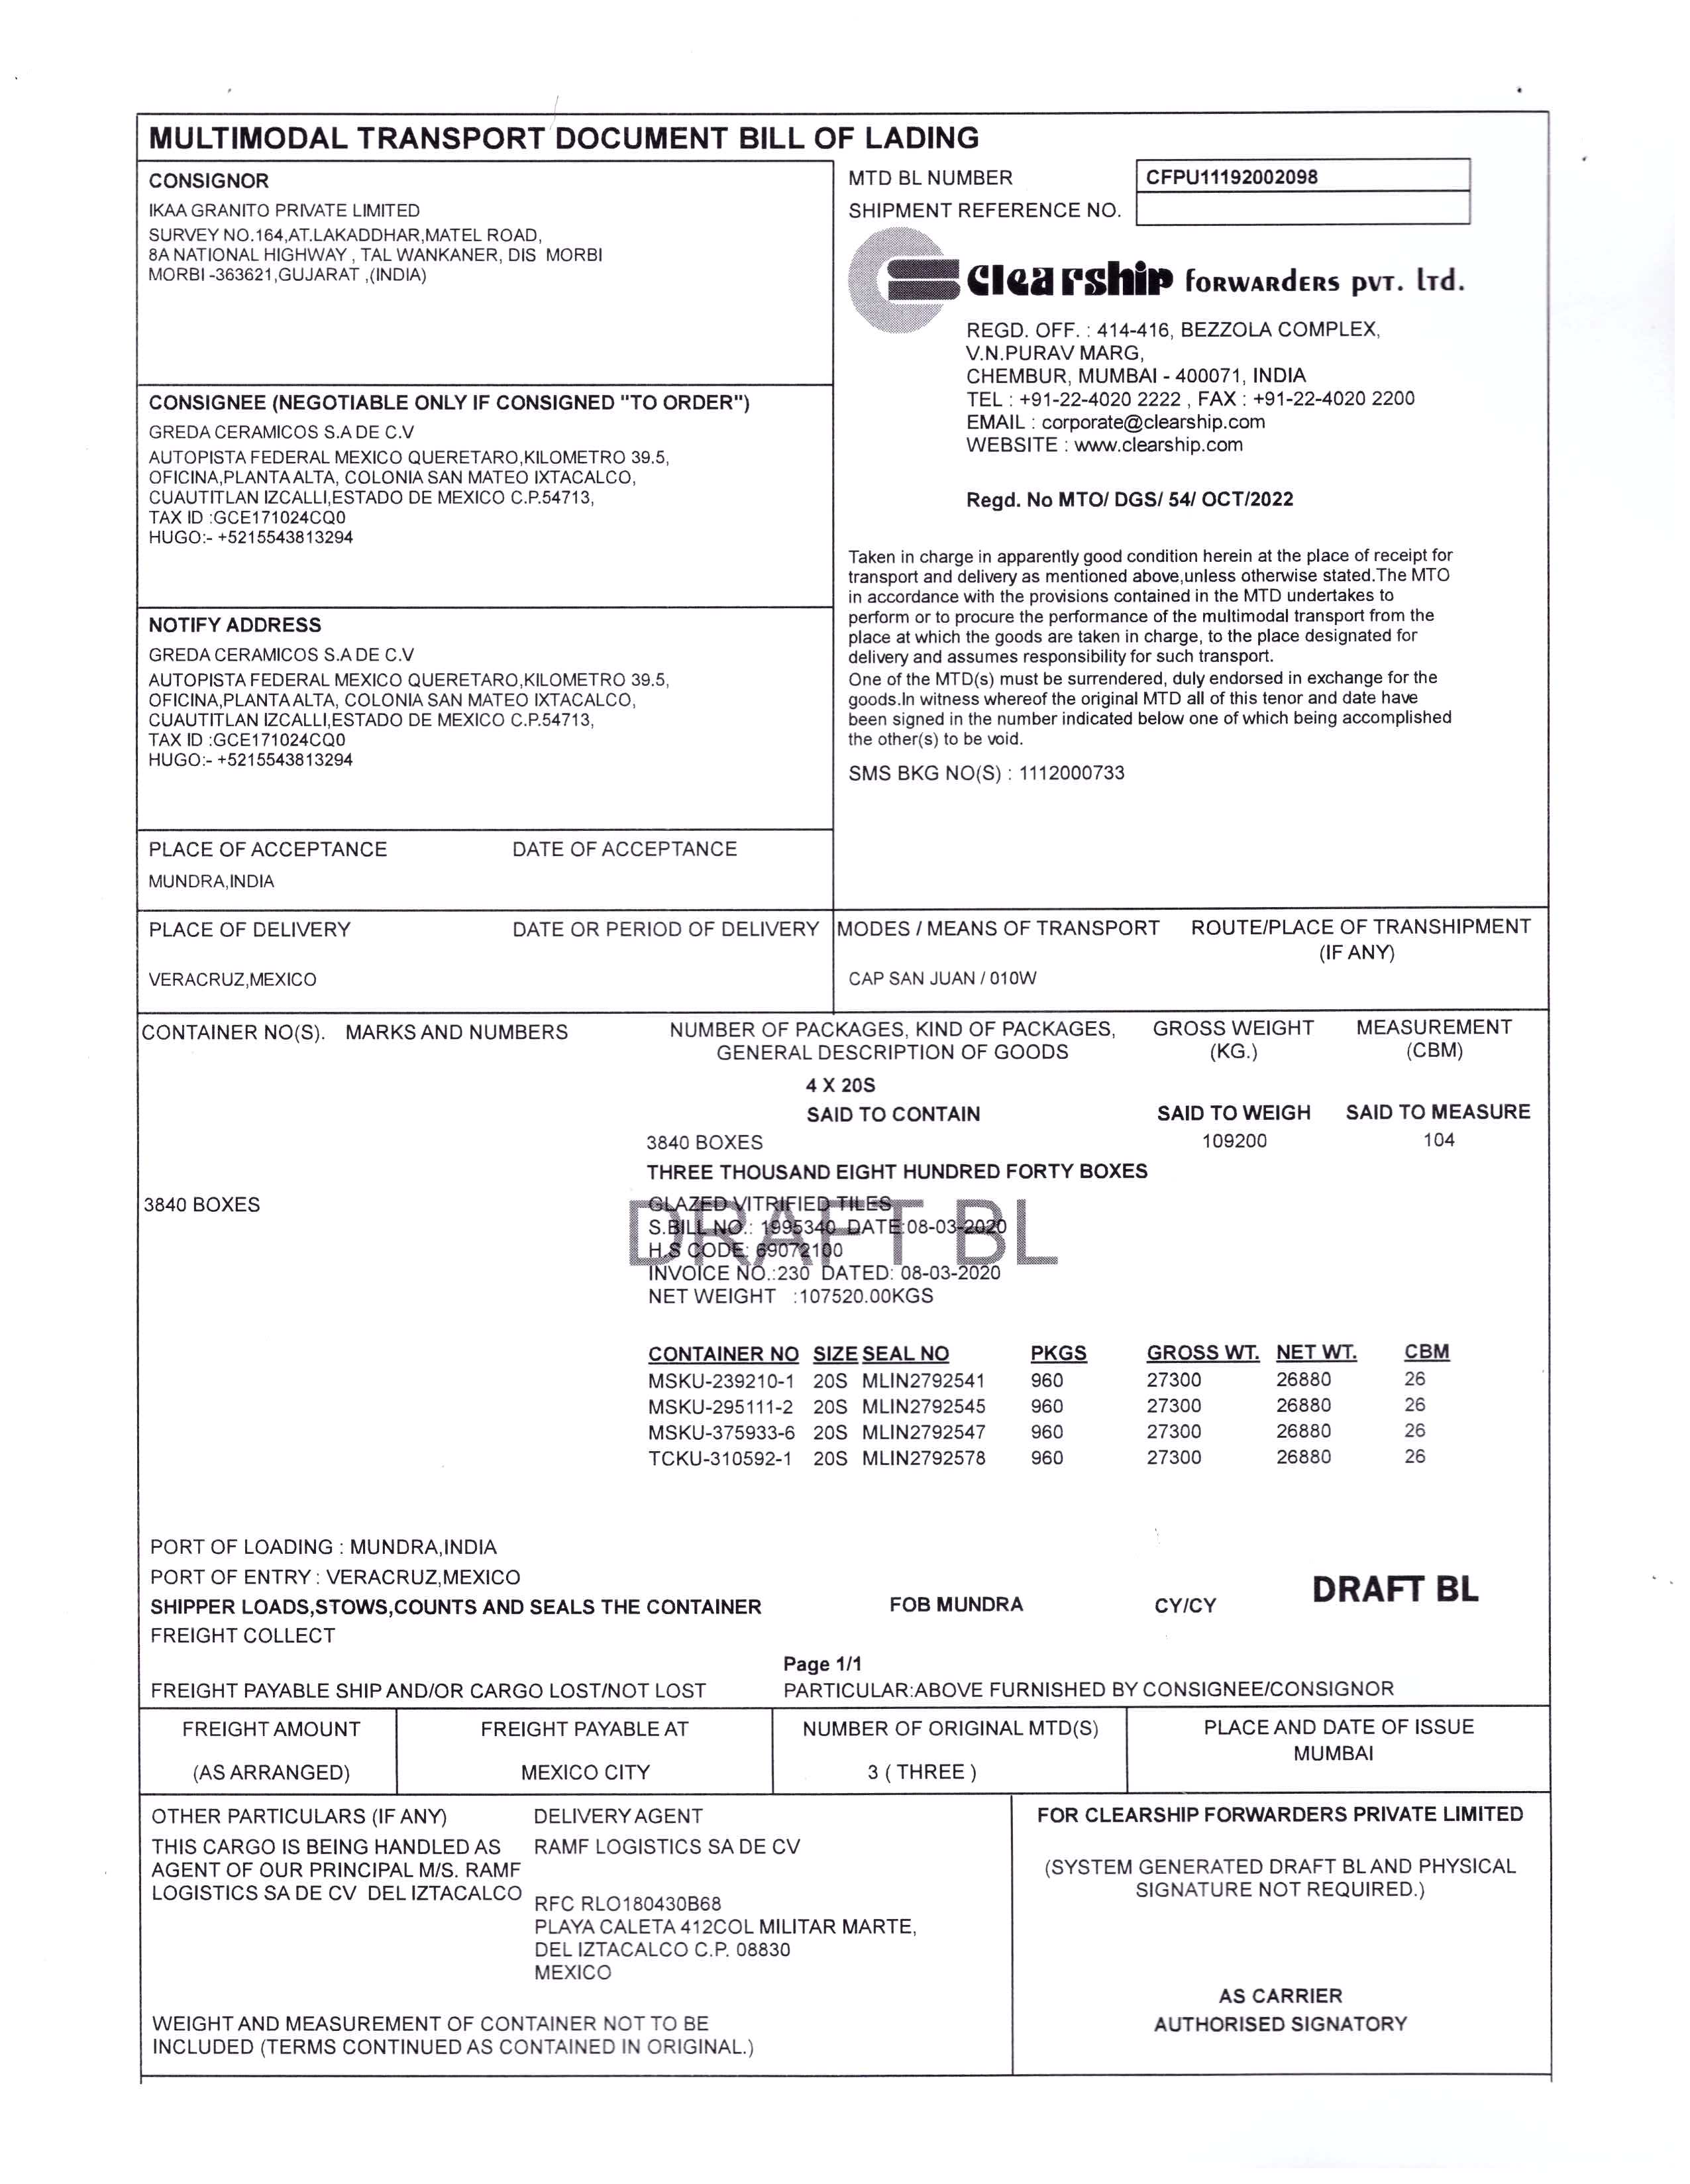 MULTIMODAL TRANSPORT DOCUMENT BILL OF LADING
CONSIGNOR
IKAA GRANITO PRIVATE LIMITED
SURVEY NO.164,AT.LAKADDHAR,MATEL ROAD,
8A NATIONAL HIGHWAY , TAL WANKANER, DIS MORBI
MORBI -363621,GUJARAT ,(INDIA)
MTD BL NUMBER CFPU11192002098
SHIPMENT REFERENCE NO.
clearship forwarders pvt. ltd.
REGD. OFF. : 414-416, BEZZOLA COMPLEX,
V.N.PURAV MARG,
CHEMBUR, MUMBAI - 400071, INDIA
TEL : +91-22-4020 2222 , FAX : +91-22-4020 2200
EMAIL : corporate@clearship.com
WEBSITE : www.clearship.com
Regd. No MTO/ DGS/ 54/ OCT/2022
CONSIGNEE (NEGOTIABLE ONLY IF CONSIGNED "TO ORDER")
GREDA CERAMICOS S.A DE C.V
AUTOPISTA FEDERAL MEXICO QUERETARO,KILOMETRO 39.5,
OFICINA,PLANTA ALTA, COLONIA SAN MATEO IXTACALCO,
CUAUTITLAN IZCALLI,ESTADO DE MEXICO C.P.54713,
TAX ID :GCE171024CQ0
HUGO:- +5215543813294
Taken in charge in apparently good condition herein at the place of receipt for
transport and delivery as mentioned above,unless otherwise stated.The MTO
in accordance with the provisions contained in the MTD undertakes to
perform or to procure the performance of the multimodal transport from the
place at which the goods are taken in charge, to the place designated for
delivery and assumes responsibility for such transport.
One of the MTD(s) must be surrendered, duly endorsed in exchange for the
goods.In witness whereof the original MTD all of this tenor and date have
been signed in the number indicated below one of which being accomplished
the other(s) to be void.
SMS BKG NO(S) : 1112000733
NOTIFY ADDRESS
GREDA CERAMICOS S.A DE C.V
AUTOPISTA FEDERAL MEXICO QUERETARO,KILOMETRO 39.5,
OFICINA,PLANTA ALTA, COLONIA SAN MATEO IXTACALCO,
CUAUTITLAN IZCALLI,ESTADO DE MEXICO C.P.54713,
TAX ID :GCE171024CQ0
HUGO:- +5215543813294
PLACE OF ACCEPTANCE DATE OF ACCEPTANCE
MUNDRA,INDIA
PLACE OF DELIVERY DATE OR PERIOD OF DELIVERY MODES / MEANS OF TRANSPORT ROUTE/PLACE OF TRANSHIPMENT
(IF ANY)
VERACRUZ,MEXICO CAP SAN JUAN / 010W
CONTAINER NO(S). MARKS AND NUMBERS NUMBER OF PACKAGES, KIND OF PACKAGES, GROSS WEIGHT MEASUREMENT
GENERAL DESCRIPTION OF GOODS (KG.) (CBM)
4 X 20S
SAID TO CONTAIN SAID TO WEIGH SAID TO MEASURE
3840 BOXES 109200 104
THREE THOUSAND EIGHT HUNDRED FORTY BOXES
3840 BOXES GLAZED VITRIFIED TILES
S.BILL NO.: 1995340 DATE:08-03-2020
DRAFT BL
H.S CODE: 69072100
INVOICE NO.:230 DATED: 08-03-2020
NET WEIGHT :107520.00KGS
CONTAINER NO SIZE SEAL NO PKGS GROSS WT. NET WT. CBM
MSKU-239210-1 20S MLIN2792541 960 27300 26880 26
MSKU-295111-2 20S MLIN2792545 960 27300 26880 26
MSKU-375933-6 20S MLIN2792547 960 27300 26880 26
TCKU-310592-1 20S MLIN2792578 960 27300 26880 26
PORT OF LOADING : MUNDRA,INDIA
PORT OF ENTRY : VERACRUZ,MEXICO
DRAFT BL
SHIPPER LOADS,STOWS,COUNTS AND SEALS THE CONTAINER FOB MUNDRA CY/CY
FREIGHT COLLECT
Page 1/1
FREIGHT PAYABLE SHIP AND/OR CARGO LOST/NOT LOST PARTICULAR:ABOVE FURNISHED BY CONSIGNEE/CONSIGNOR
FREIGHT AMOUNT FREIGHT PAYABLE AT NUMBER OF ORIGINAL MTD(S) PLACE AND DATE OF ISSUE
MUMBAI
(AS ARRANGED) MEXICO CITY 3 ( THREE )
OTHER PARTICULARS (IF ANY) DELIVERY AGENT FOR CLEARSHIP FORWARDERS PRIVATE LIMITED
THIS CARGO IS BEING HANDLED AS RAMF LOGISTICS SA DE CV
AGENT OF OUR PRINCIPAL M/S. RAMF (SYSTEM GENERATED DRAFT BL AND PHYSICAL
LOGISTICS SA DE CV DEL IZTACALCO SIGNATURE NOT REQUIRED.)
RFC RLO180430B68
PLAYA CALETA 412COL MILITAR MARTE,
DEL IZTACALCO C.P. 08830
MEXICO
AS CARRIER
WEIGHT AND MEASUREMENT OF CONTAINER NOT TO BE AUTHORISED SIGNATORY
INCLUDED (TERMS CONTINUED AS CONTAINED IN ORIGINAL.)